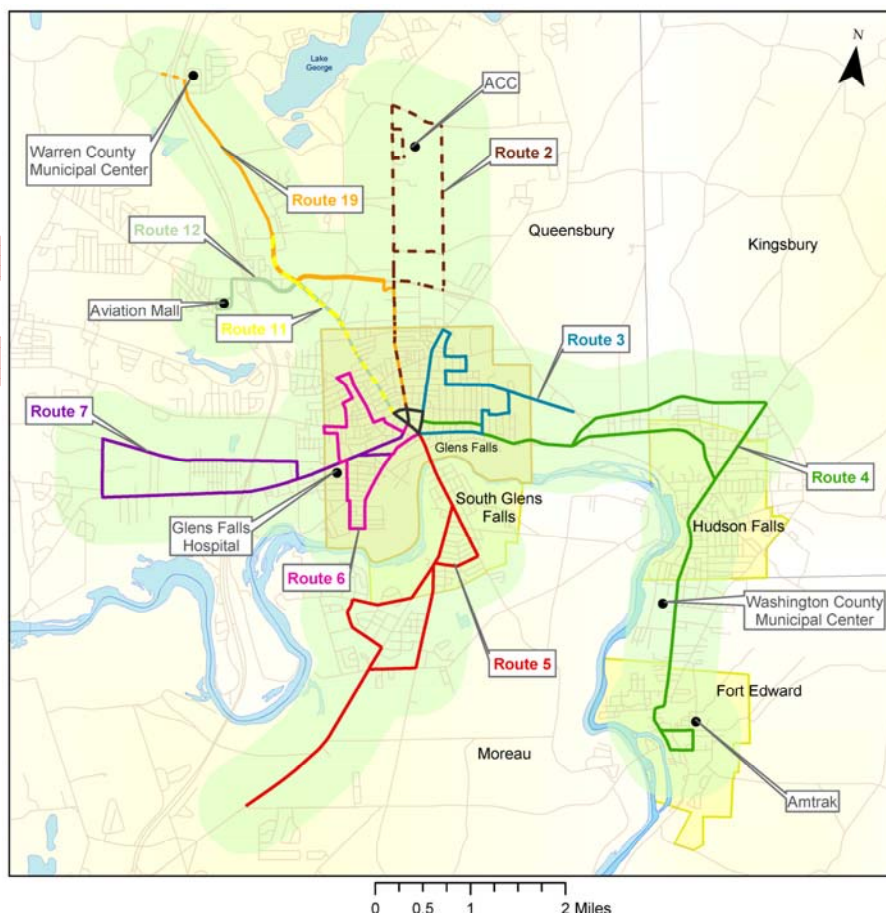 N
Lake
George
ACC
Warren County
Municipal Center
Route 2
Route 19
Queensbury
Kingsbury
Route 12
Aviation Mall
Route 11
Route 3
Route 7
Glens Falls
Route 4
South Glens
Falls
Glens Falls
Hospital
Hudson Falls
Route 6
Washington County
Municipal Center
Route 5
Fort Edward
Moreau
Amtrak
0 0.5 1 2 Miles